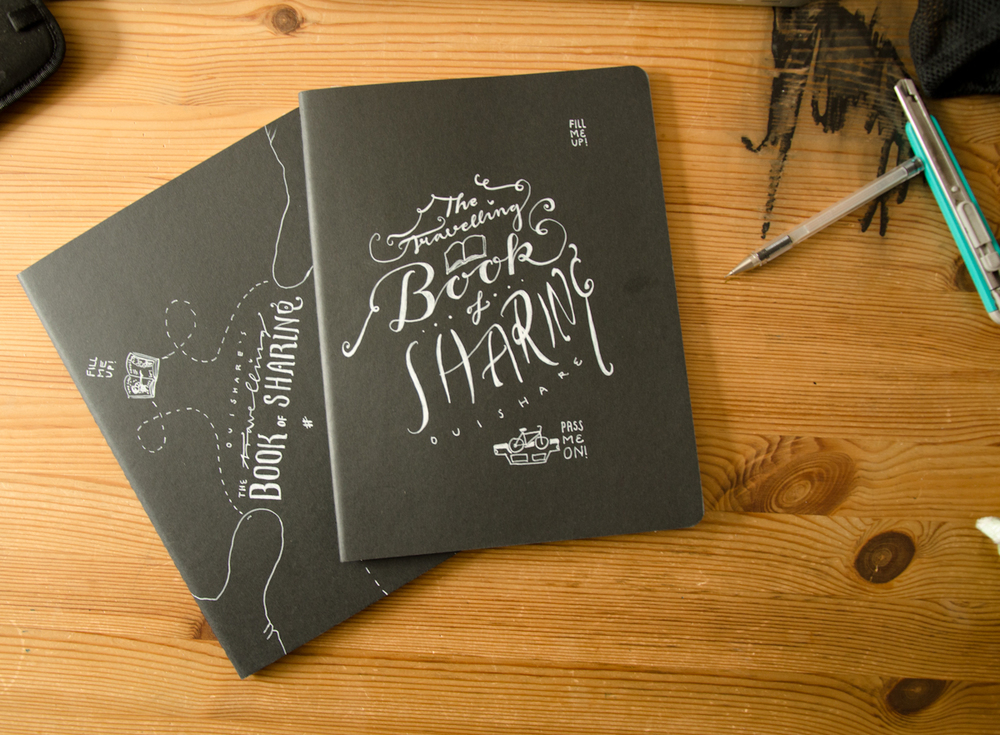 FILL
ME
UP!
The
travelling
Book
of
SHARING
OUISHARE
PASS
ME
ON!
FILL
ME
UP!
OUISHARE'S
THE travelling
BOOK OF SHARING
#